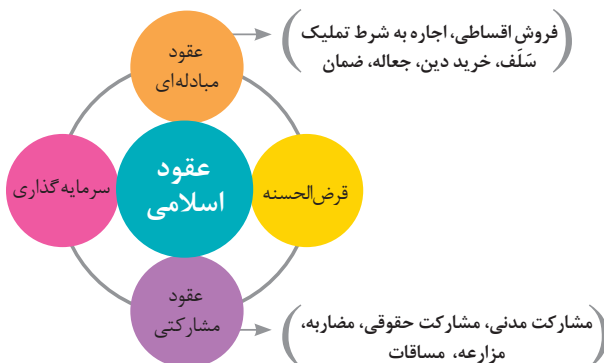 عقود
مبادله‌ای
(فروش اقساطی، اجاره به شرط تملیک
سَلَف، خرید دین، جعاله، ضمان)
عقود
اسلامی
قرض‌الحسنه
سرمایه‌گذاری
عقود
مشارکتی
(مشارکت مدنی، مشارکت حقوقی، مضاربه،
مزارعه، مساقات)